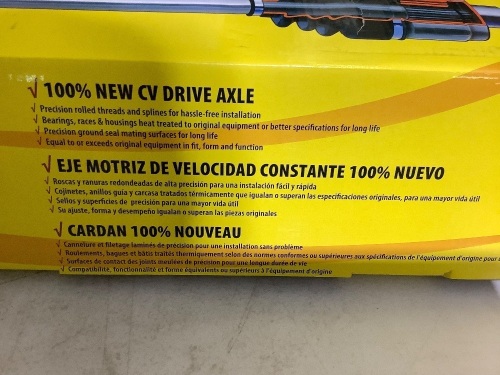 √ 100% NEW CV DRIVE AXLE
√ Precision rolled threads and splines for hassle-free installation
√ Bearings, races & housings heat treated to original equipment or better specifications for long life
√ Precision ground seal mating surfaces for long life
√ Equal to or exceeds original equipment in fit, form and function
√ EJE MOTRIZ DE VELOCIDAD CONSTANTE 100% NUEVO
√ Roscas y ranuras redondeadas de alta precisión para una instalación fácil y rápida
√ Cojinetes, anillos guía y carcasa tratados térmicamente que igualan o superan las especificaciones originales, para una mayor vida útil
√ Sellos y superficies de precisión para una mayor vida útil
√ Su ajuste, forma y desempeño igualan o superan las piezas originales
√ CARDAN 100% NOUVEAU
√ Cannelure et filetage laminés de précision pour une installation sans problème
√ Roulements, bagues et bâtis traités thermiquement selon des normes conformes ou supérieures aux spécifications de l'équipement d'origine pour
√ Surfaces de contact des joints meulées de précision pour une longue durée de vie
√ Compatibilité, fonctionnalité et forme équivalents ou supérieurs à l'équipement d'origine